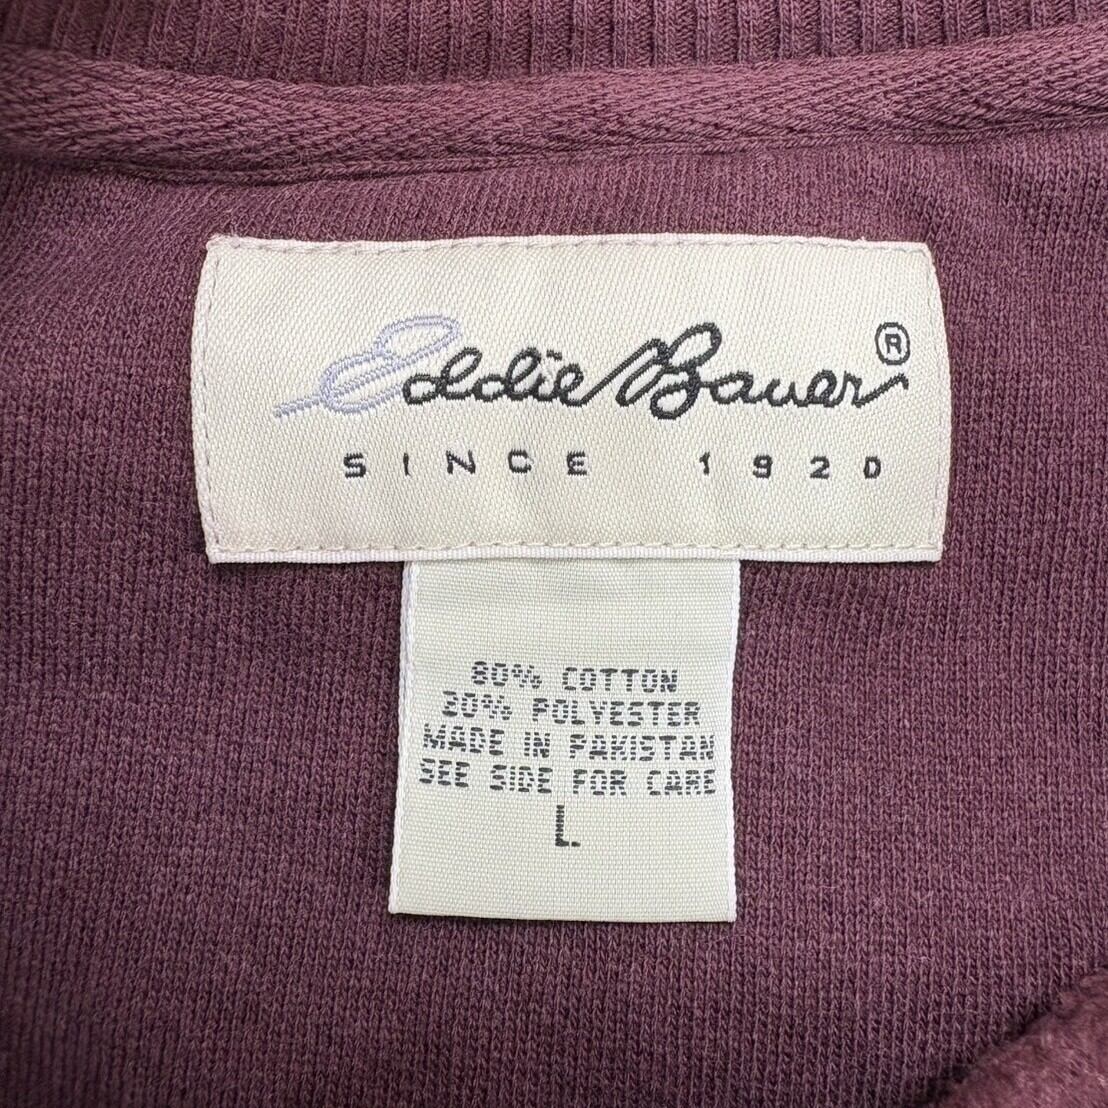 Eddie Bauer®
SINCE 1920
80% COTTON
20% POLYESTER
MADE IN PAKISTAN
SEE SIDE FOR CARE
L